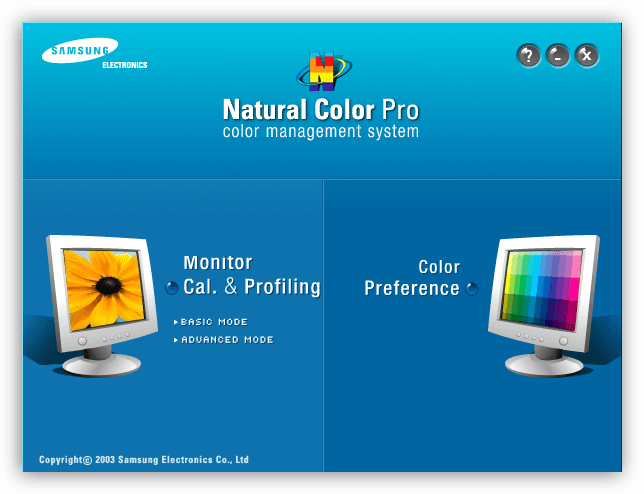 SAMSUNG
ELECTRONICS
? - X
N
Natural Color Pro
color management system
Monitor
Cal. & Profiling
BASIC MODE
ADVANCED MODE
Color
Preference
Copyright© 2003 Samsung Electronics Co., Ltd